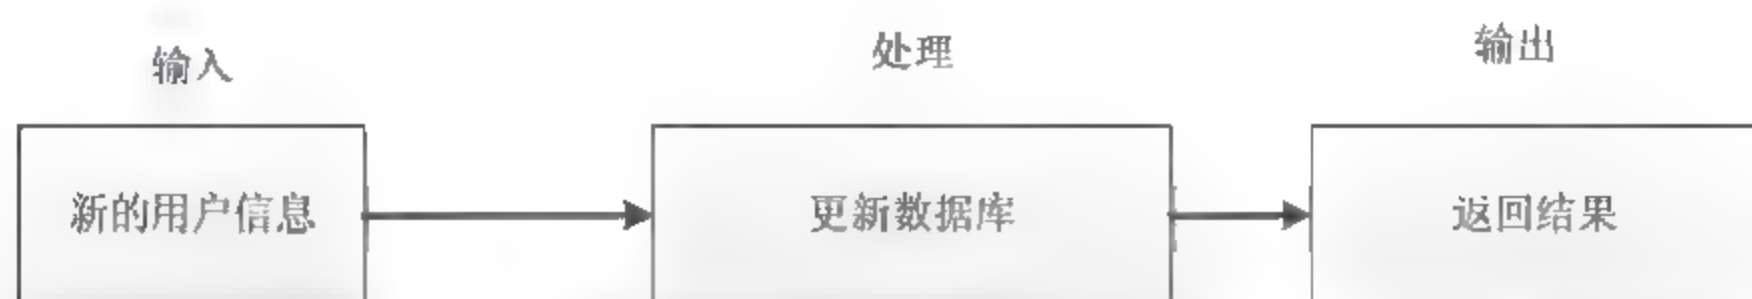 输入
处理
输出
新的用户信息
更新数据库
返回结果